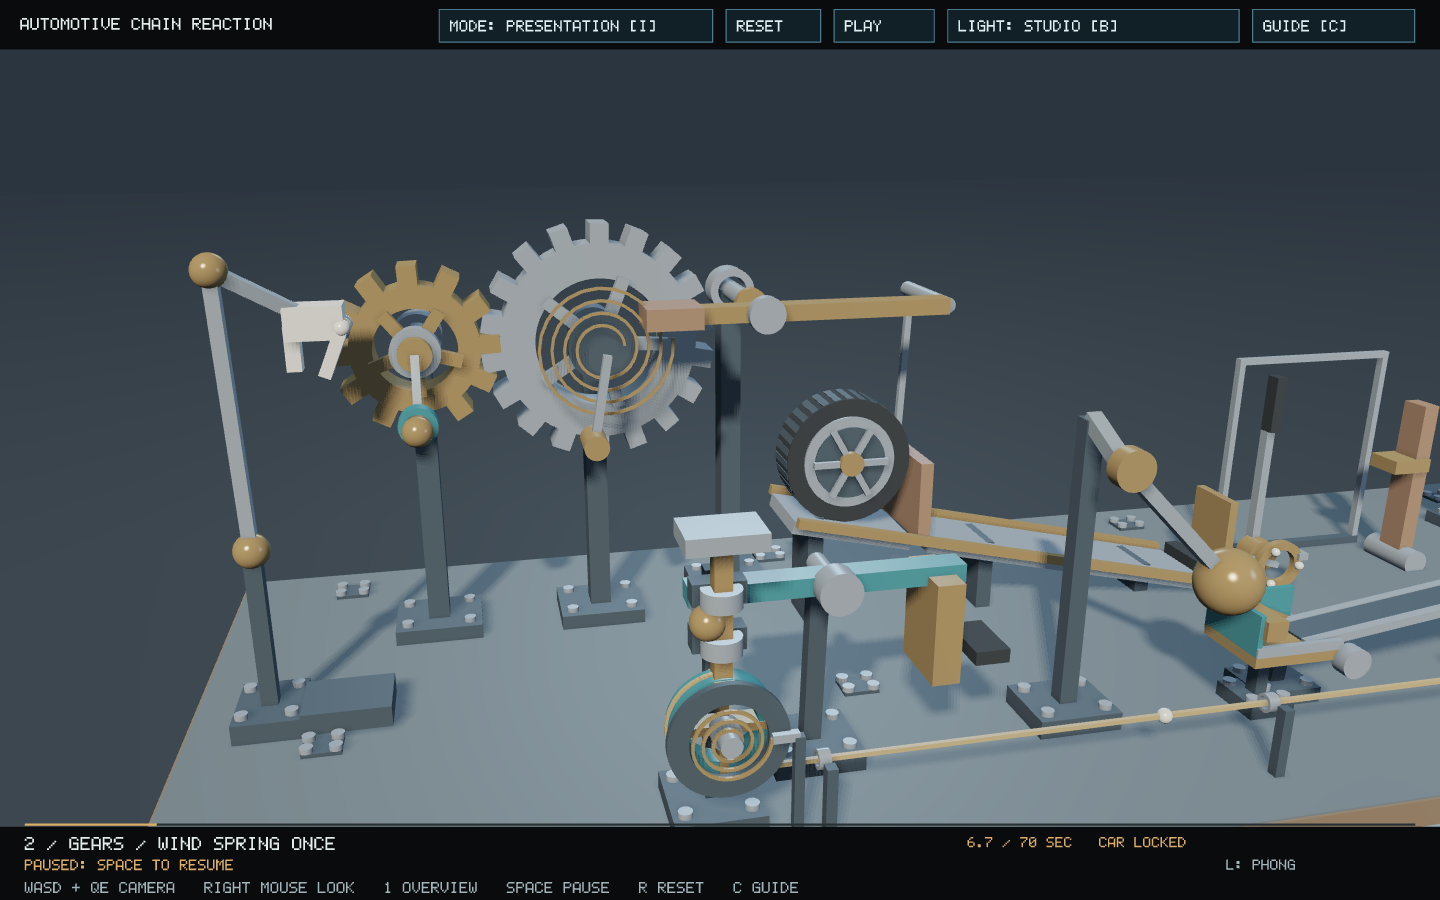 AUTOMOTIVE CHAIN REACTION
MODE: PRESENTATION [I]
RESET
PLAY
LIGHT: STUDIO [B]
GUIDE [C]
2 / GEARS / WIND SPRING ONCE
6.7 / 70 SEC CAR LOCKED
PAUSED: SPACE TO RESUME
L: PHONG
WASD + QE CAMERA RIGHT MOUSE LOOK 1 OVERVIEW SPACE PAUSE R RESET C GUIDE